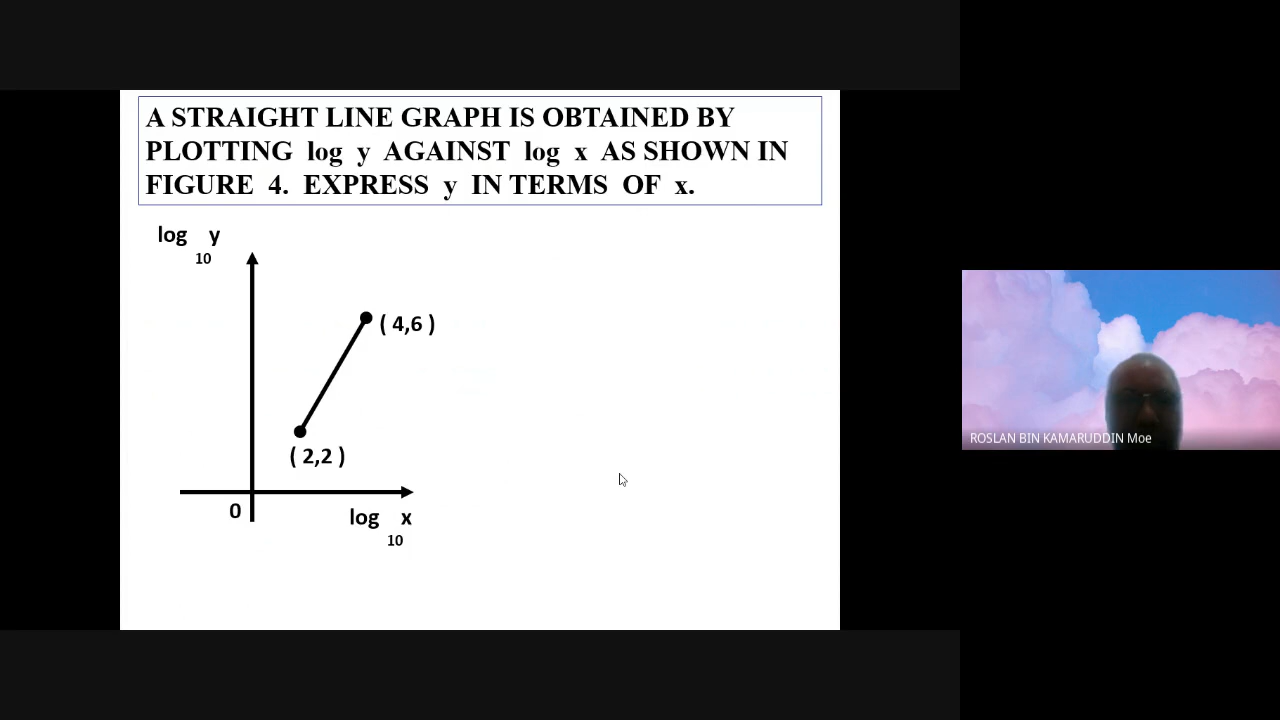 A STRAIGHT LINE GRAPH IS OBTAINED BY
PLOTTING log y AGAINST log x AS SHOWN IN
FIGURE 4. EXPRESS y IN TERMS OF x.
log y
10
( 4,6 )
( 2,2 )
0
log x
10
ROSLAN BIN KAMARUDDIN Moe